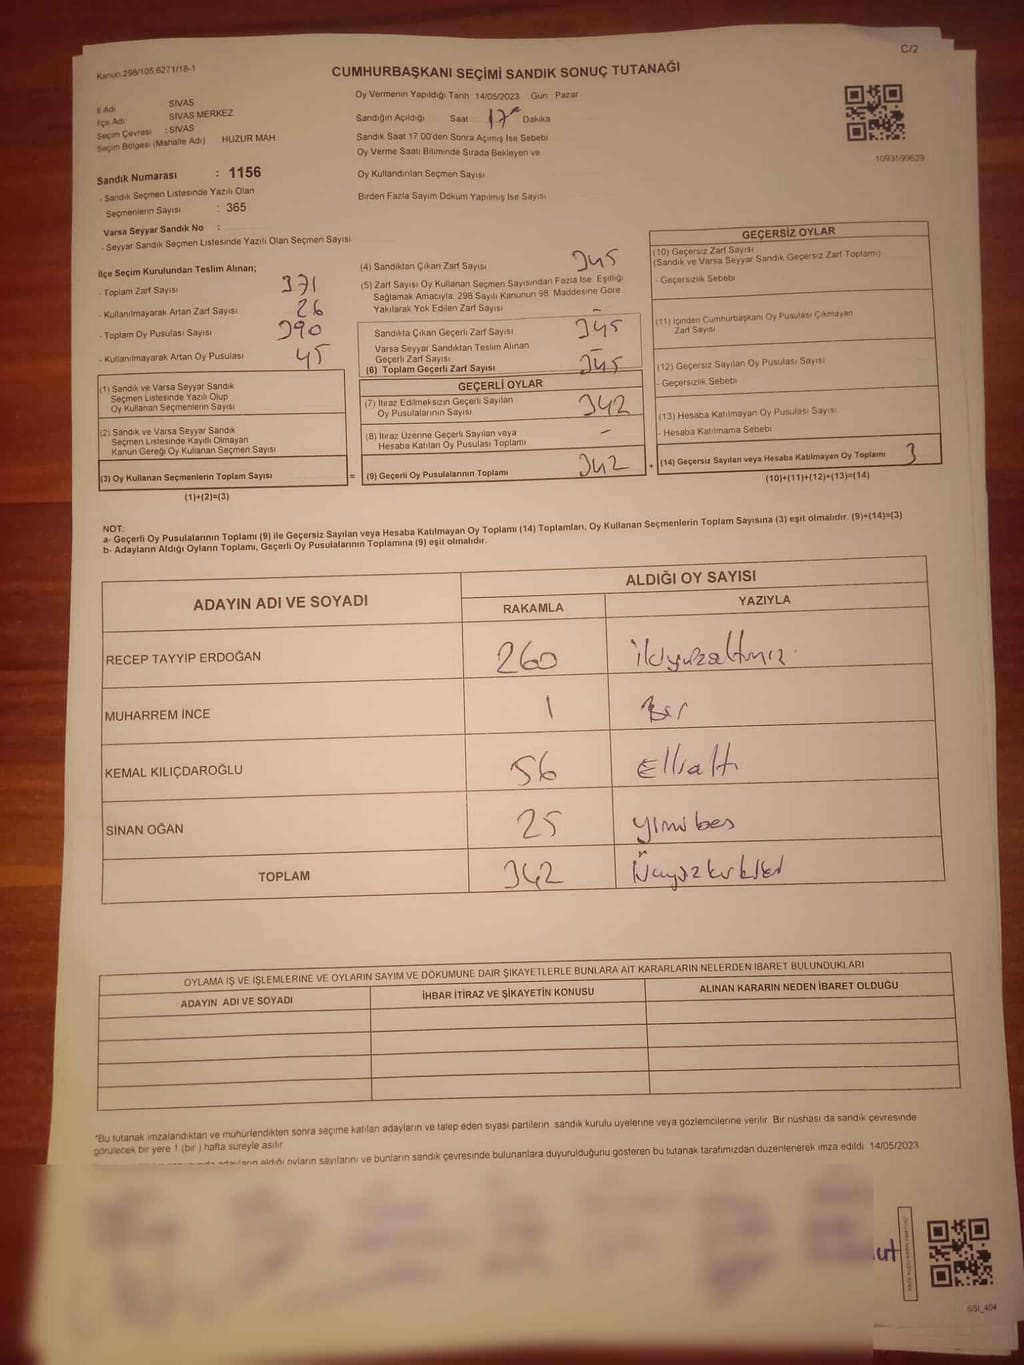 C/2
Kanun 298/105 6271/18-1
CUMHURBAŞKANI SEÇİMİ SANDIK SONUÇ TUTANAĞI
İl Adı SİVAS
İlçe Adı SİVAS MERKEZ
Seçim Çevresi : SİVAS
Seçim Bölgesi (Mahalle Adı) HUZUR MAH
Sandık Numarası : 1156
- Sandık Seçmen Listesinde Yazılı Olan
Seçmenlerin Sayısı : 365
Varsa Seyyar Sandık No :
- Seyyar Sandık Seçmen Listesinde Yazılı Olan Seçmen Sayısı
Oy Vermenin Yapıldığı Tarih 14/05/2023 Gün Pazar
Sandığın Açıldığı Saat 17 Dakika
Sandık Saat 17 00'den Sonra Açımış İse Sebebi
Oy Verme Saati Bitiminde Sırada Bekleyen ve
Oy Kullandırılan Seçmen Sayısı
Birden Fazla Sayım Döküm Yapılmış İse Sayısı
1093599629
İlçe Seçim Kurulundan Teslim Alınan;
- Toplam Zarf Sayısı 371
- Kullanılmayarak Artan Zarf Sayısı 26
- Toplam Oy Pusulası Sayısı 390
- Kullanılmayarak Artan Oy Pusulası 45
(1) Sandık ve Varsa Seyyar Sandık
Seçmen Listesinde Yazılı Olup
Oy Kullanan Seçmenlerin Sayısı
(2) Sandık ve Varsa Seyyar Sandık
Seçmen Listesinde Kayıtlı Olmayan
Kanun Gereği Oy Kullanan Seçmen Sayısı
(3) Oy Kullanan Seçmenlerin Toplam Sayısı =
(1)+(2)=(3)
(4) Sandıktan Çıkan Zarf Sayısı 345
(5) Zarf Sayısı Oy Kullanan Seçmen Sayısından Fazla İse Eşitliği
Sağlamak Amacıyla, 298 Sayılı Kanunun 98. Maddesine Göre
Yakılarak Yok Edilen Zarf Sayısı
Sandıkta Çıkan Geçerli Zarf Sayısı 345
Varsa Seyyar Sandıktan Teslim Alınan
Geçerli Zarf Sayısı
(6) Toplam Geçerli Zarf Sayısı 345
GEÇERLİ OYLAR
(7) İtiraz Edilmeksizin Geçerli Sayılan
Oy Pusulalarının Sayısı 342
(8) İtiraz Üzerine Geçerli Sayılan veya
Hesaba Katılan Oy Pusulası Toplamı -
(9) Geçerli Oy Pusulalarının Toplamı 342 +
GEÇERSİZ OYLAR
(10) Geçersiz Zarf Sayısı
(Sandık ve Varsa Seyyar Sandık Geçersiz Zarf Toplamı)
- Geçersizlik Sebebi
(11) İçinden Cumhurbaşkanı Oy Pusulası Çıkmayan
Zarf Sayısı
(12) Geçersiz Sayılan Oy Pusulası Sayısı
- Geçersizlik Sebebi
(13) Hesaba Katılmayan Oy Pusulası Sayısı
- Hesaba Katılmama Sebebi
(14) Geçersiz Sayılan veya Hesaba Katılmayan Oy Toplamı 3
(10)+(11)+(12)+(13)=(14)
NOT:
a- Geçerli Oy Pusulalarının Toplamı (9) ile Geçersiz Sayılan veya Hesaba Katılmayan Oy Toplamı (14) Toplamları, Oy Kullanan Seçmenlerin Toplam Sayısına (3) eşit olmalıdır. (9)+(14)=(3)
b- Adayların Aldığı Oyların Toplamı, Geçerli Oy Pusulalarının Toplamına (9) eşit olmalıdır.
ADAYIN ADI VE SOYADI ALDIĞI OY SAYISI
RAKAMLA YAZIYLA
RECEP TAYYİP ERDOĞAN 260 ikiyüzaltmış
MUHARREM İNCE 1 Bir
KEMAL KILIÇDAROĞLU 56 Ellialtı
SİNAN OĞAN 25 yirmibeş
TOPLAM 342 Üçyüzkırkiki
OYLAMA İŞ VE İŞLEMLERİNE VE OYLARIN SAYIM VE DÖKÜMÜNE DAİR ŞİKAYETLERLE BUNLARA AİT KARARLARIN NELERDEN İBARET BULUNDUKLARI
ADAYIN ADI VE SOYADI İHBAR İTİRAZ VE ŞİKAYETİN KONUSU ALINAN KARARIN NEDEN İBARET OLDUĞU
"Bu tutanak imzalandıktan ve mühürlendikten sonra seçime katılan adayların ve talep eden siyasi partilerin sandık kurulu üyelerine veya gözlemcilerine verilir Bir nüshası da sandık çevresinde
görülecek bir yere 1 (bir ) hafta süreyle asılır
adayların aldığı oyların sayılarını ve bunların sandık çevresinde bulunanlara duyurulduğunu gösteren bu tutanak tarafımızdan düzenlenerek imza edildi 14/05/2023
ut
SSI_404